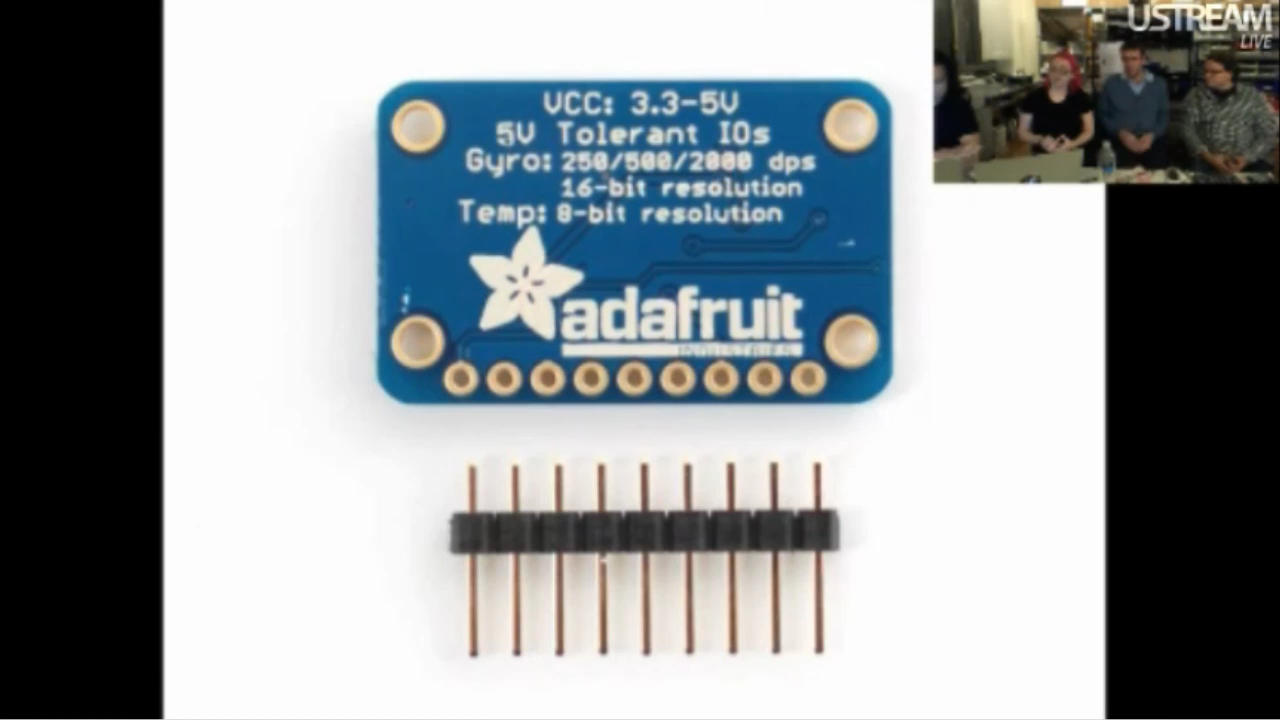 USTREAM
LIVE
VCC: 3.3-5V
5V Tolerant IOs
Gyro: 250/500/2000 dps
16-bit resolution
Temp: 8-bit resolution
adafruit